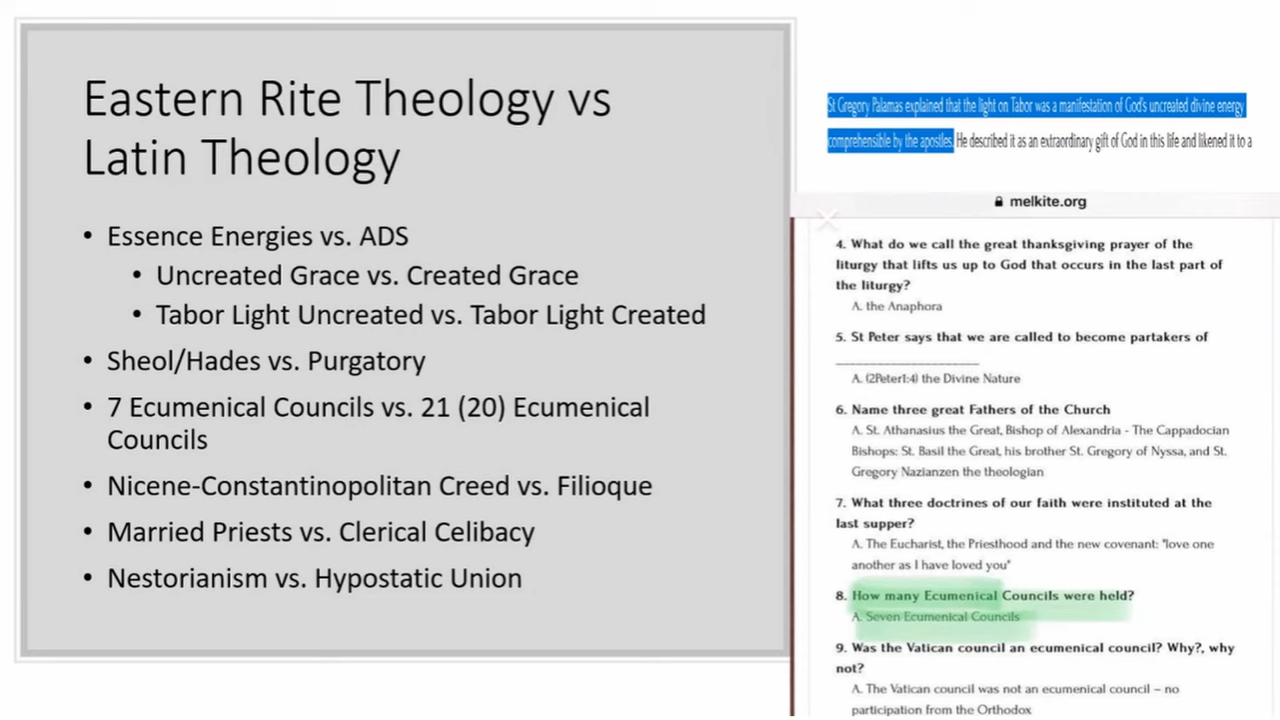 Eastern Rite Theology vs
Latin Theology
• Essence Energies vs. ADS
• Uncreated Grace vs. Created Grace
• Tabor Light Uncreated vs. Tabor Light Created
• Sheol/Hades vs. Purgatory
• 7 Ecumenical Councils vs. 21 (20) Ecumenical
Councils
• Nicene-Constantinopolitan Creed vs. Filioque
• Married Priests vs. Clerical Celibacy
• Nestorianism vs. Hypostatic Union
St Gregory Palamas explained that the light on Tabor was a manifestation of God's uncreated divine energy
comprehensible by the apostles. He described it as an extraordinary gift of God in this life and likened it to a
melkite.org
4. What do we call the great thanksgiving prayer of the
liturgy that lifts us up to God that occurs in the last part of
the liturgy?
A. the Anaphora
5. St Peter says that we are called to become partakers of
____________________
A. (2Peter1:4) the Divine Nature
6. Name three great Fathers of the Church
A. St. Athanasius the Great, Bishop of Alexandria - The Cappadocian
Bishops: St. Basil the Great, his brother St. Gregory of Nyssa, and St.
Gregory Nazianzen the theologian
7. What three doctrines of our faith were instituted at the
last supper?
A. The Eucharist, the Priesthood and the new covenant: "love one
another as I have loved you"
8. How many Ecumenical Councils were held?
A. Seven Ecumenical Councils
9. Was the Vatican council an ecumenical council? Why?, why
not?
A. The Vatican council was not an ecumenical council – no
participation from the Orthodox